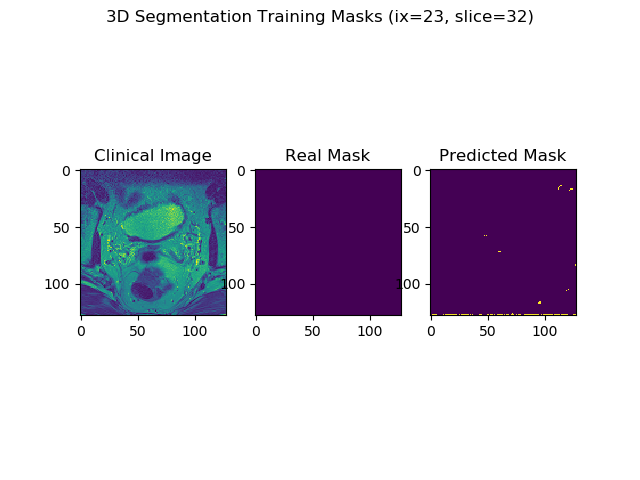 3D Segmentation Training Masks (ix=23, slice=32)
Clinical Image Real Mask Predicted Mask
0 0 0
50 50 50
100 100 100
0 50 100 0 50 100 0 50 100